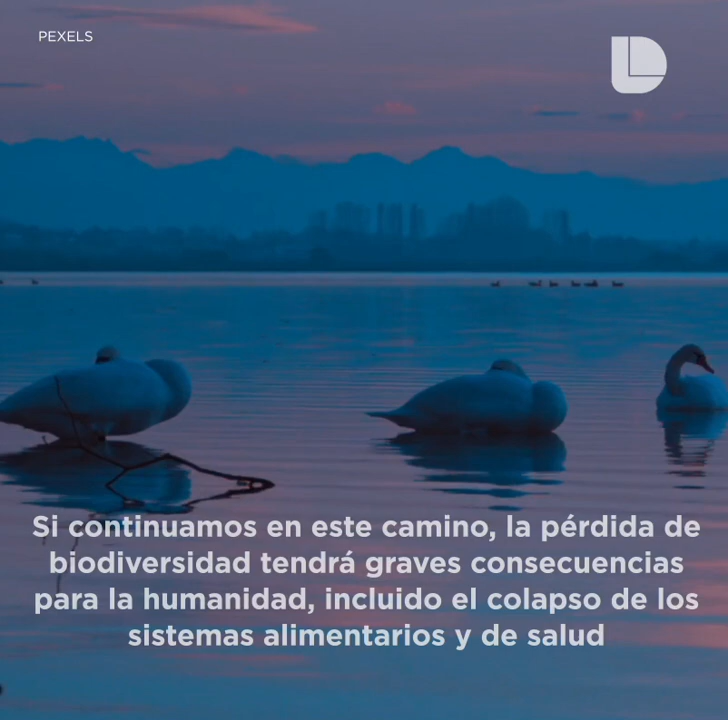 PEXELS
Si continuamos en este camino, la pérdida de
biodiversidad tendrá graves consecuencias
para la humanidad, incluido el colapso de los
sistemas alimentarios y de salud